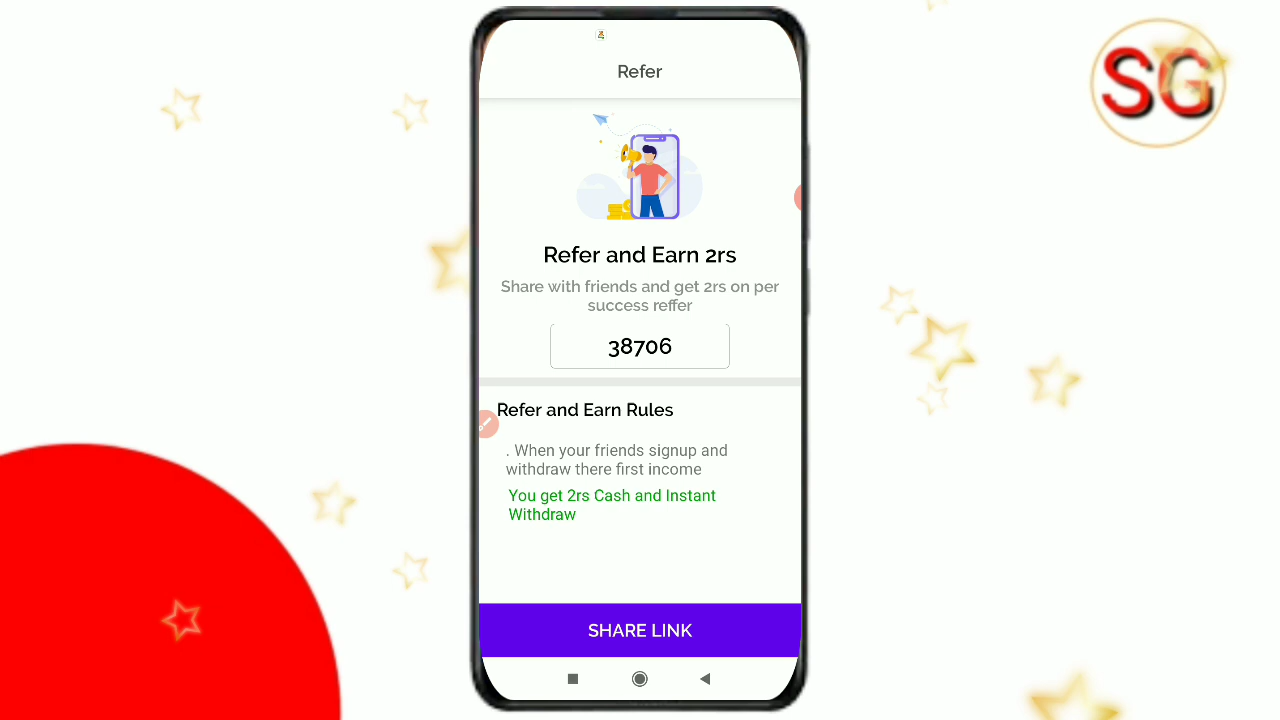 SG
Refer
Refer and Earn 2rs
Share with friends and get 2rs on per
success reffer
38706
Refer and Earn Rules
. When your friends signup and
withdraw there first income
You get 2rs Cash and Instant
Withdraw
SHARE LINK